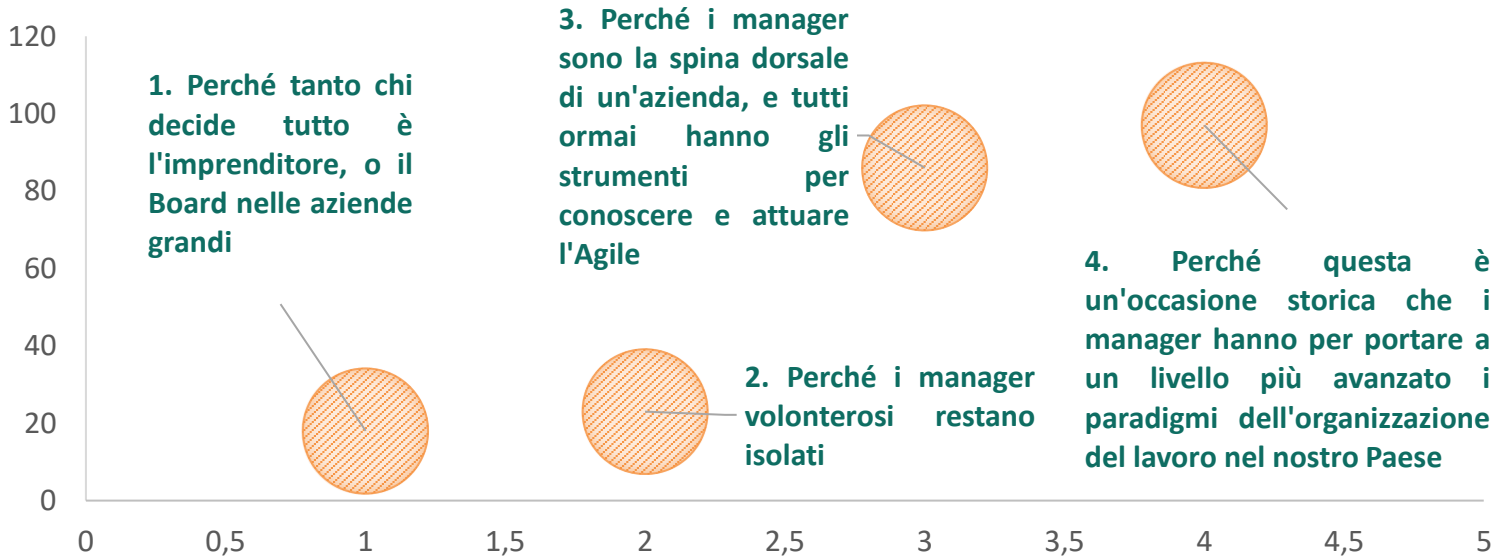 120
100
80
60
40
20
0
1. Perché tanto chi
decide tutto è
l'imprenditore, o il
Board nelle aziende
grandi
3. Perché i manager
sono la spina dorsale
di un'azienda, e tutti
ormai hanno gli
strumenti per
conoscere e attuare
l'Agile
2. Perché i manager
volonterosi restano
isolati
4. Perché questa è
un'occasione storica che i
manager hanno per portare a
un livello più avanzato i
paradigmi dell'organizzazione
del lavoro nel nostro Paese
0 0,5 1 1,5 2 2,5 3 3,5 4 4,5 5